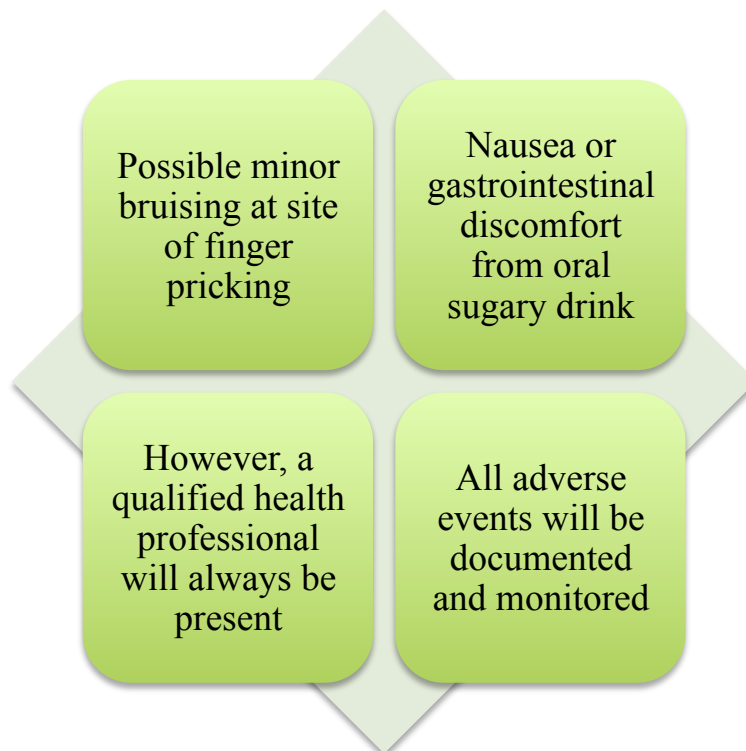 Possible minor
bruising at site
of finger
pricking
Nausea or
gastrointestinal
discomfort
from oral
sugary drink
However, a
qualified health
professional
will always be
present
All adverse
events will be
documented
and monitored